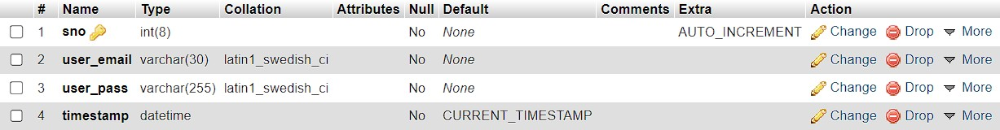 # Name Type Collation Attributes Null Default Comments Extra Action
1 sno int(8) No None AUTO_INCREMENT Change Drop More
2 user_email varchar(30) latin1_swedish_ci No None Change Drop More
3 user_pass varchar(255) latin1_swedish_ci No None Change Drop More
4 timestamp datetime No CURRENT_TIMESTAMP Change Drop More